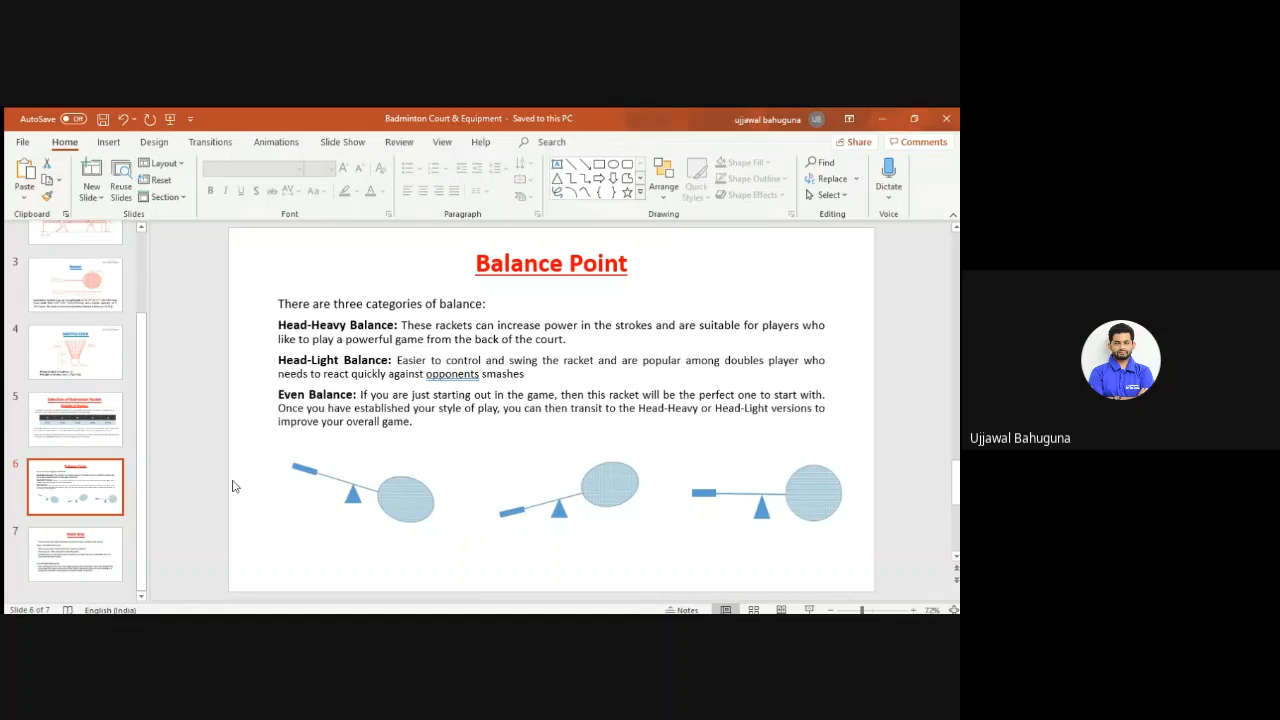 AutoSave Off
Badminton Court & Equipment - Saved to this PC
ujjawal bahuguna UB
File Home Insert Design Transitions Animations Slide Show Review View Help Search
Share Comments
Paste
New Slide
Reuse Slides
Layout
Reset
Section
B I U S ab AV Aa A
Arrange
Quick Styles
Shape Fill
Shape Outline
Shape Effects
Find
Replace
Select
Dictate
Clipboard Slides Font Paragraph Drawing Editing Voice
3
4
5
6
7
Balance Point
There are three categories of balance:
Head-Heavy Balance: These rackets can increase power in the strokes and are suitable for players who
like to play a powerful game from the back of the court.
Head-Light Balance: Easier to control and swing the racket and are popular among doubles player who
needs to react quickly against opponents smashes
Even Balance: If you are just starting out in the game, then this racket will be the perfect one to start with.
Once you have established your style of play, you can then transit to the Head-Heavy or Head-Light versions to
improve your overall game.
Ujjawal Bahuguna
Slide 6 of 7 English (India) Notes 72%